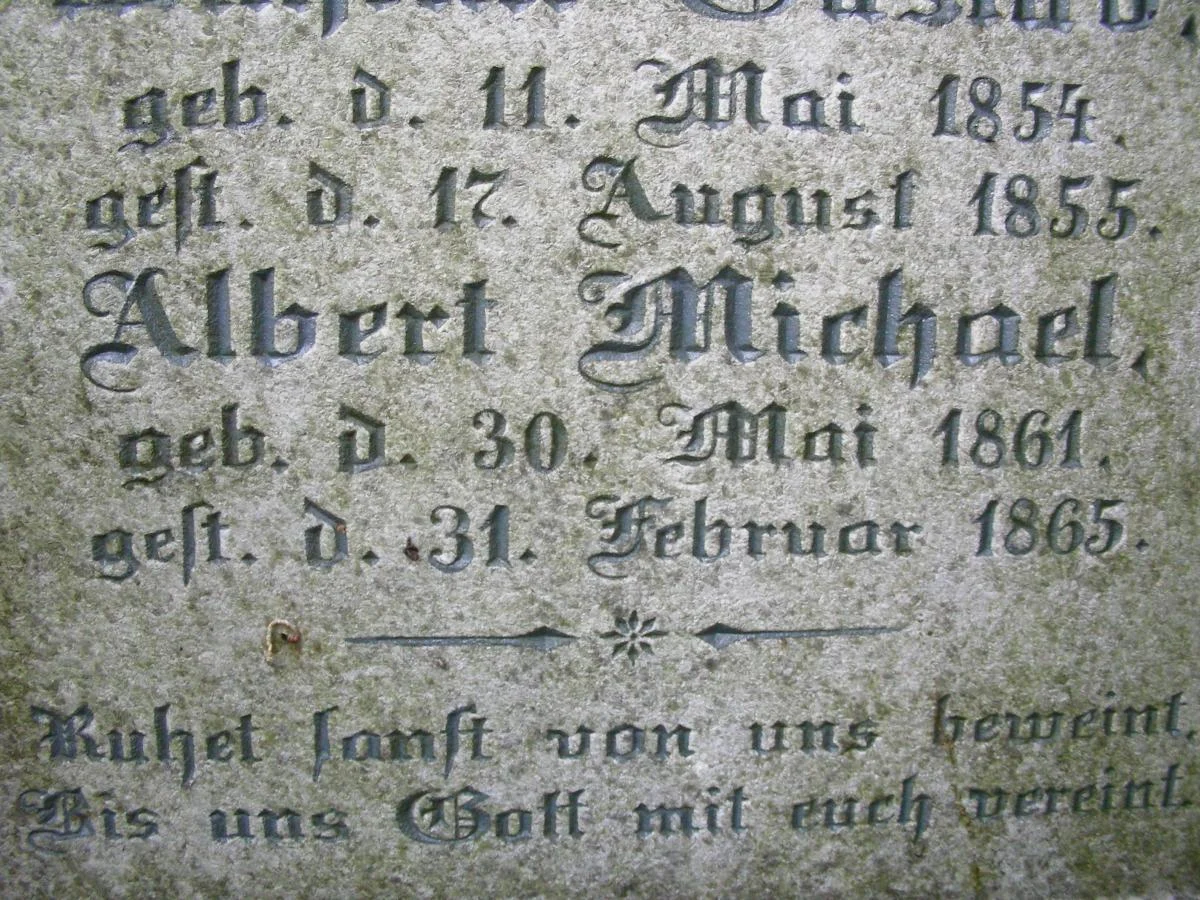 Gustav,
geb. d. 11. Mai 1854.
gest. d. 17. August 1855.
Albert Michael,
geb. d. 30. Mai 1861.
gest. d. 31. Februar 1865.
Ruhet sanft von uns beweint.
Bis uns Gott mit euch vereint.